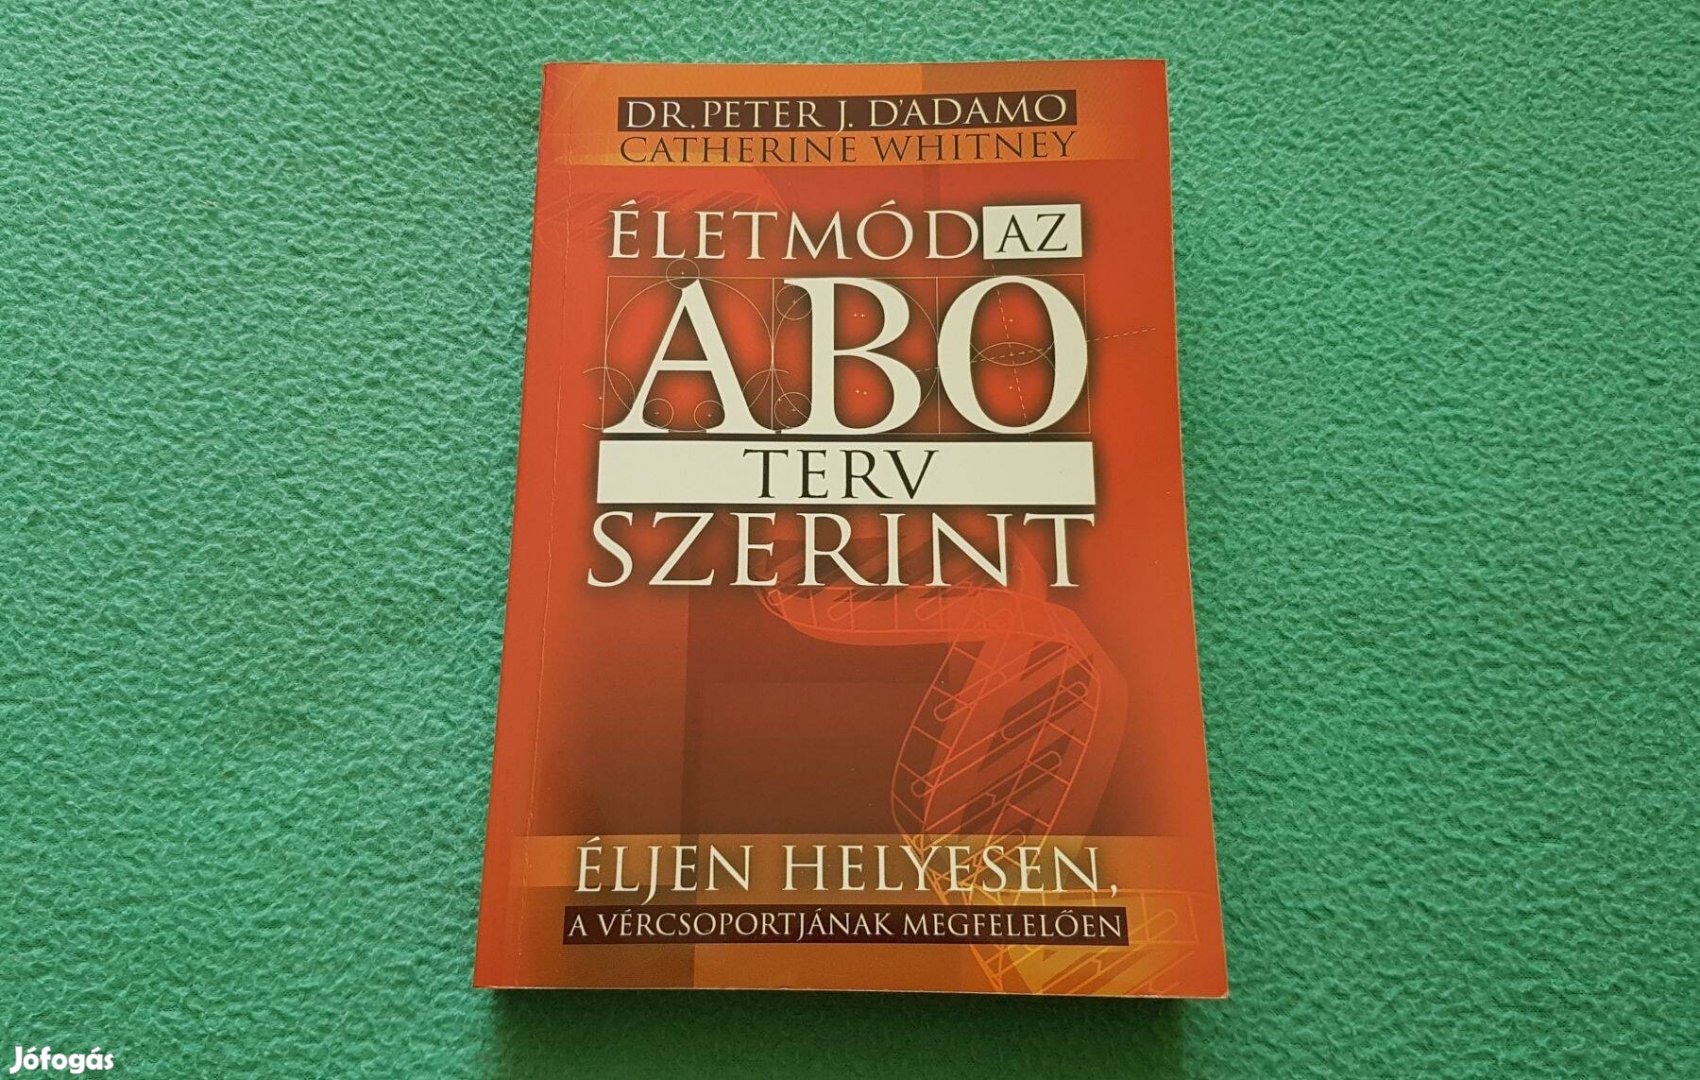 DR. PETER J. D'ADAMO
CATHERINE WHITNEY
ÉLETMÓD AZ
ABO
TERV
SZERINT
ÉLJEN HELYESEN,
A VÉRCSOPORTJÁNAK MEGFELELŐEN
Jófogás